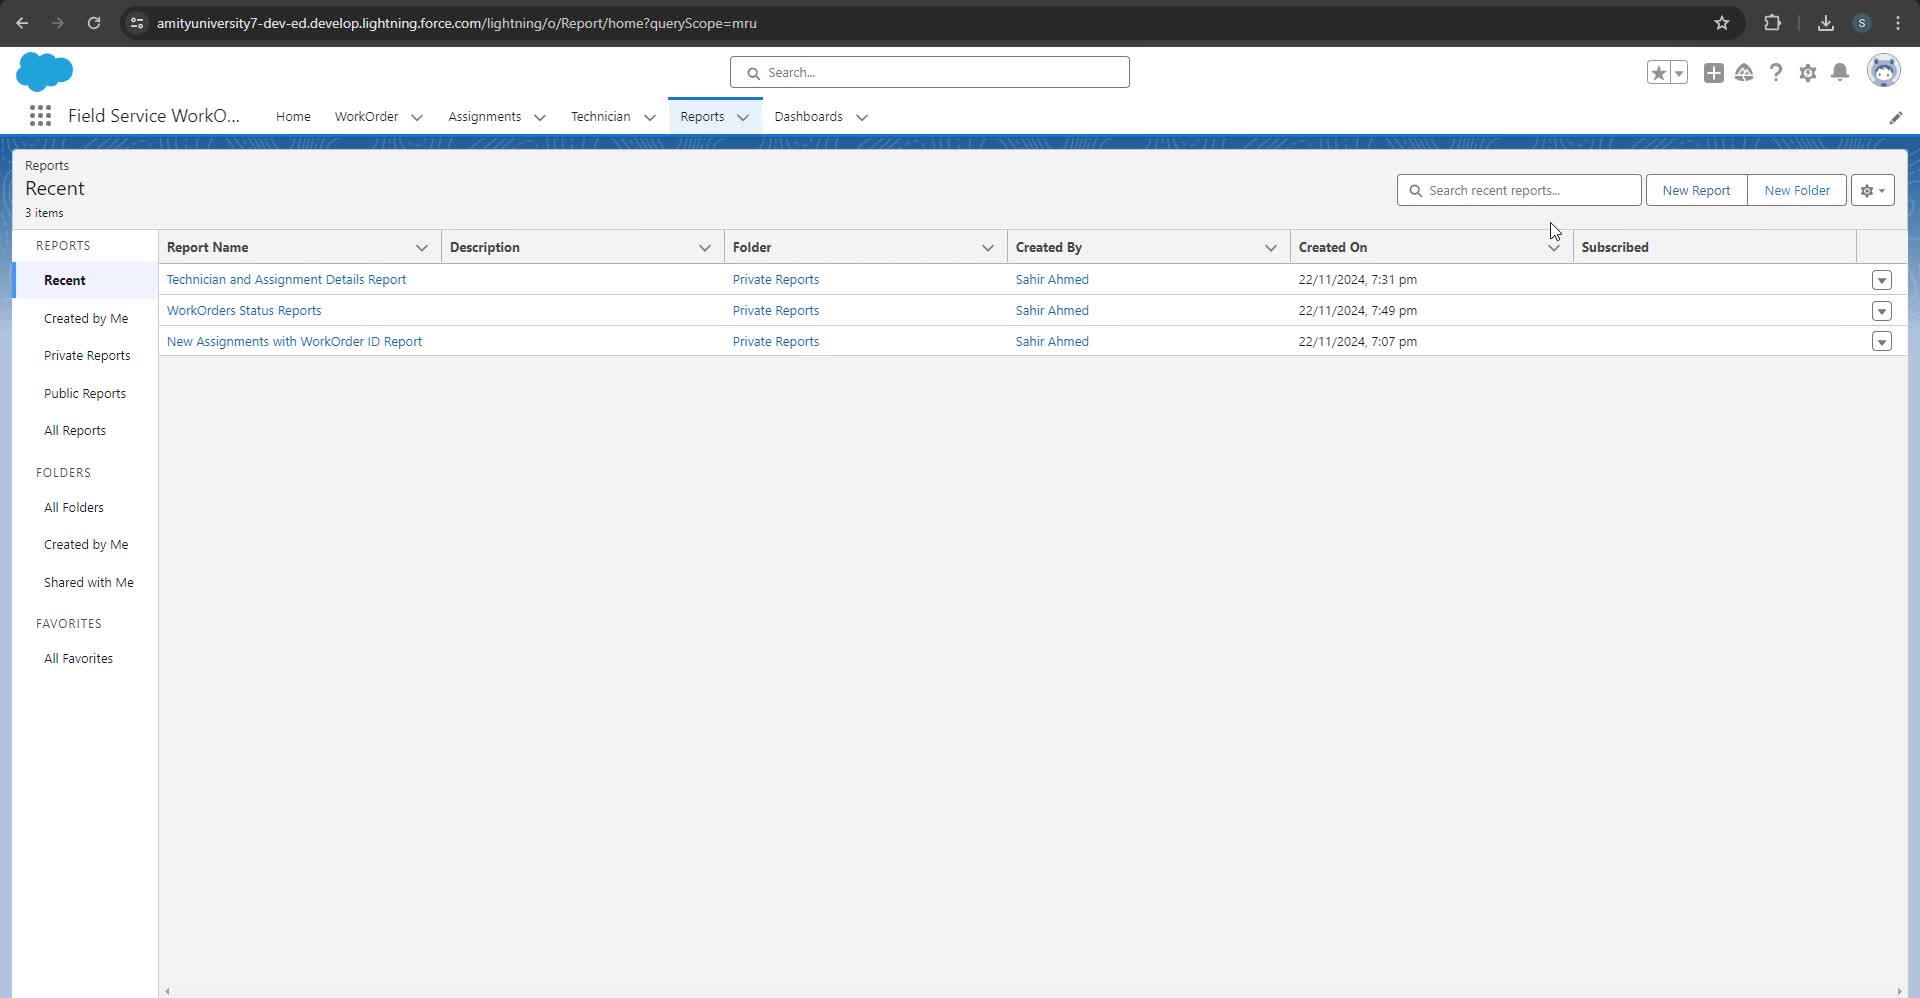 amityuniversity7-dev-ed.develop.lightning.force.com/lightning/o/Report/home?queryScope=mru
S
Search...
Field Service WorkO...
Home
WorkOrder
Assignments
Technician
Reports
Dashboards
Reports
Recent
3 items
Search recent reports...
New Report
New Folder
REPORTS
Recent
Created by Me
Private Reports
Public Reports
All Reports
FOLDERS
All Folders
Created by Me
Shared with Me
FAVORITES
All Favorites
Report Name Description Folder Created By Created On Subscribed
Technician and Assignment Details Report Private Reports Sahir Ahmed 22/11/2024, 7:31 pm
WorkOrders Status Reports Private Reports Sahir Ahmed 22/11/2024, 7:49 pm
New Assignments with WorkOrder ID Report Private Reports Sahir Ahmed 22/11/2024, 7:07 pm